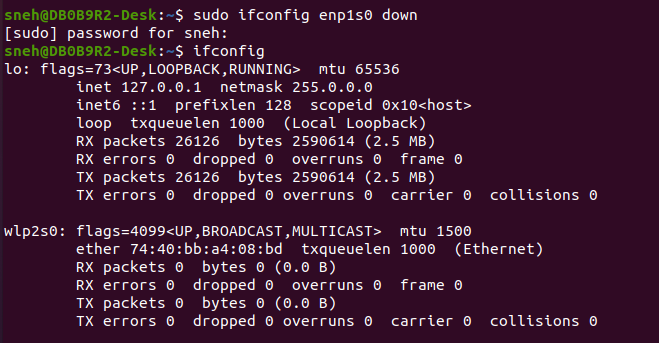 sneh@DB0B9R2-Desk:~$ sudo ifconfig enp1s0 down
[sudo] password for sneh:
sneh@DB0B9R2-Desk:~$ ifconfig
lo: flags=73<UP,LOOPBACK,RUNNING>  mtu 65536
        inet 127.0.0.1  netmask 255.0.0.0
        inet6 ::1  prefixlen 128  scopeid 0x10<host>
        loop  txqueuelen 1000  (Local Loopback)
        RX packets 26126  bytes 2590614 (2.5 MB)
        RX errors 0  dropped 0  overruns 0  frame 0
        TX packets 26126  bytes 2590614 (2.5 MB)
        TX errors 0  dropped 0 overruns 0  carrier 0  collisions 0

wlp2s0: flags=4099<UP,BROADCAST,MULTICAST>  mtu 1500
        ether 74:40:bb:a4:08:bd  txqueuelen 1000  (Ethernet)
        RX packets 0  bytes 0 (0.0 B)
        RX errors 0  dropped 0  overruns 0  frame 0
        TX packets 0  bytes 0 (0.0 B)
        TX errors 0  dropped 0 overruns 0  carrier 0  collisions 0